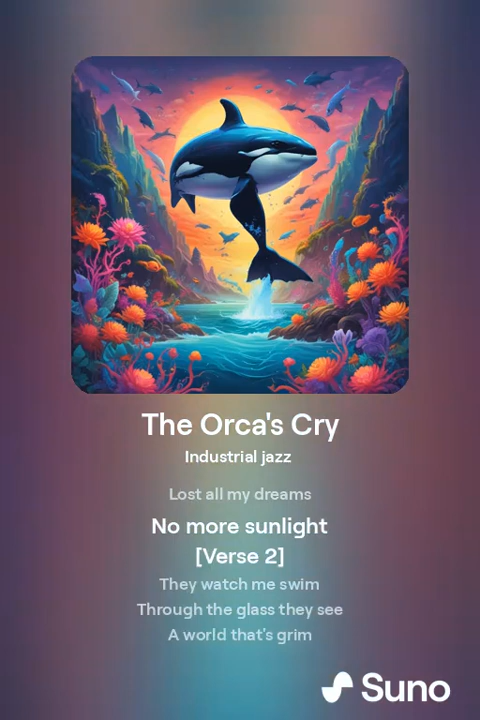 The Orca's Cry
Industrial jazz
Lost all my dreams
No more sunlight
[Verse 2]
They watch me swim
Through the glass they see
A world that's grim
Suno